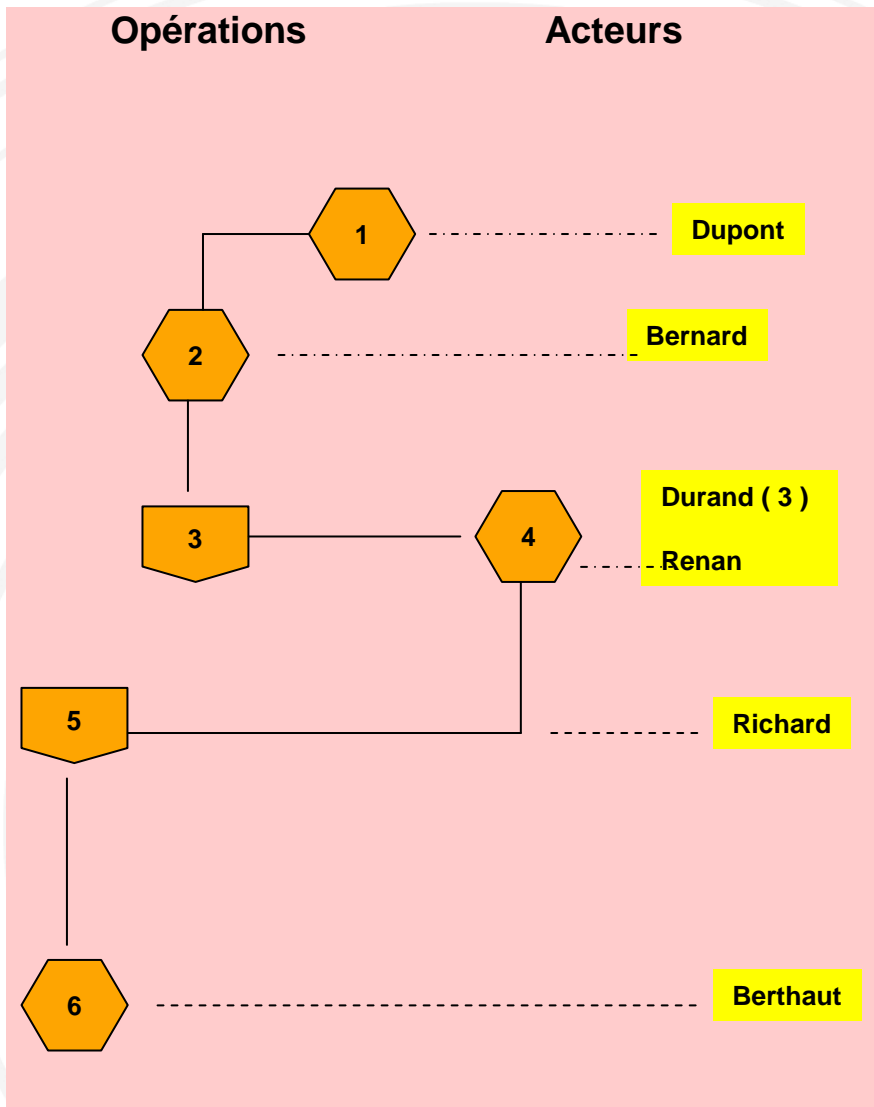 Opérations Acteurs
1 Dupont
2 Bernard
Durand ( 3 )
3 4
Renan
5 Richard
6 Berthaut